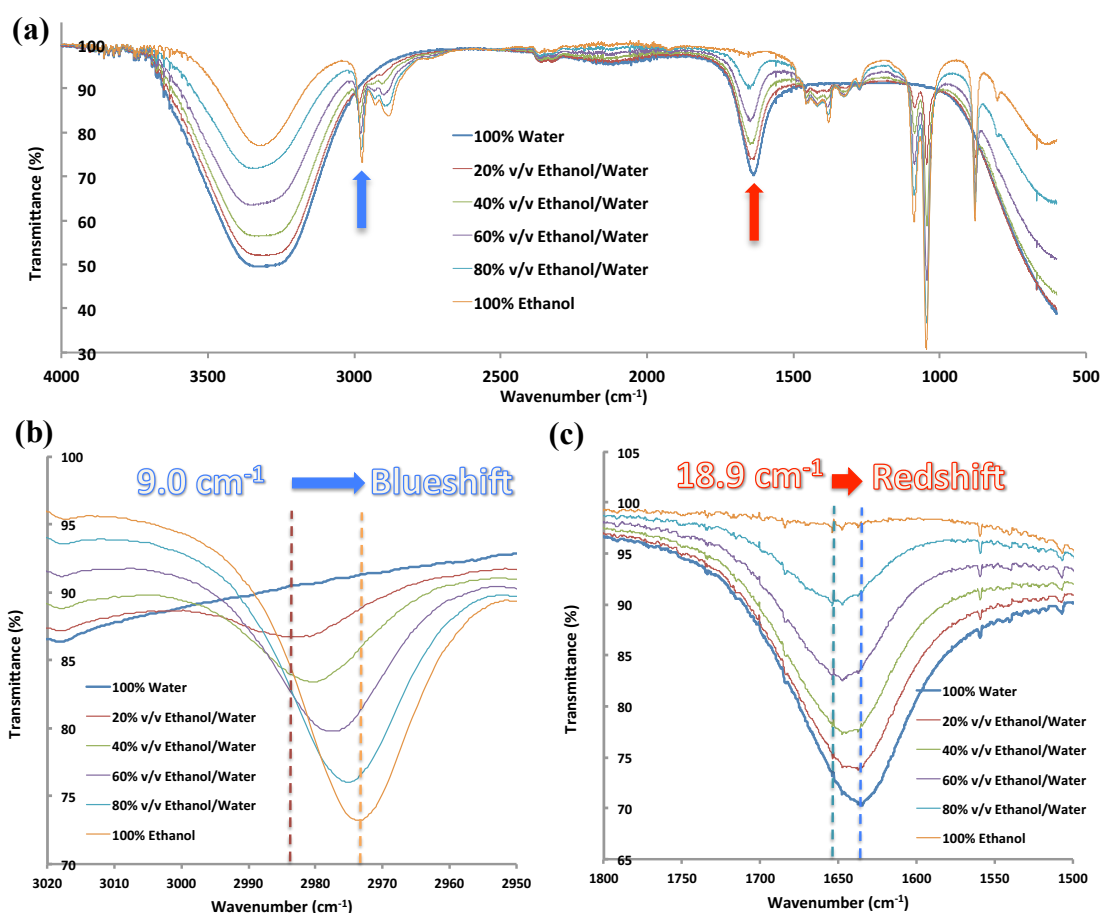 (a)
100
90
80
70
60
50
40
30
Transmittance (%)
100% Water
20% v/v Ethanol/Water
40% v/v Ethanol/Water
60% v/v Ethanol/Water
80% v/v Ethanol/Water
100% Ethanol
4000 3500 3000 2500 2000 1500 1000 500
Wavenumber (cm-1)
(b)
9.0 cm-1 Blueshift
100
95
90
85
80
75
70
Transmittance (%)
100% Water
20% v/v Ethanol/Water
40% v/v Ethanol/Water
60% v/v Ethanol/Water
80% v/v Ethanol/Water
100% Ethanol
3020 3010 3000 2990 2980 2970 2960 2950
Wavenumber (cm-1)
(c)
18.9 cm-1 Redshift
105
100
95
90
85
80
75
70
65
Transmittance (%)
100% Water
20% v/v Ethanol/Water
40% v/v Ethanol/Water
60% v/v Ethanol/Water
80% v/v Ethanol/Water
100% Ethanol
1800 1750 1700 1650 1600 1550 1500
Wavenumber (cm-1)